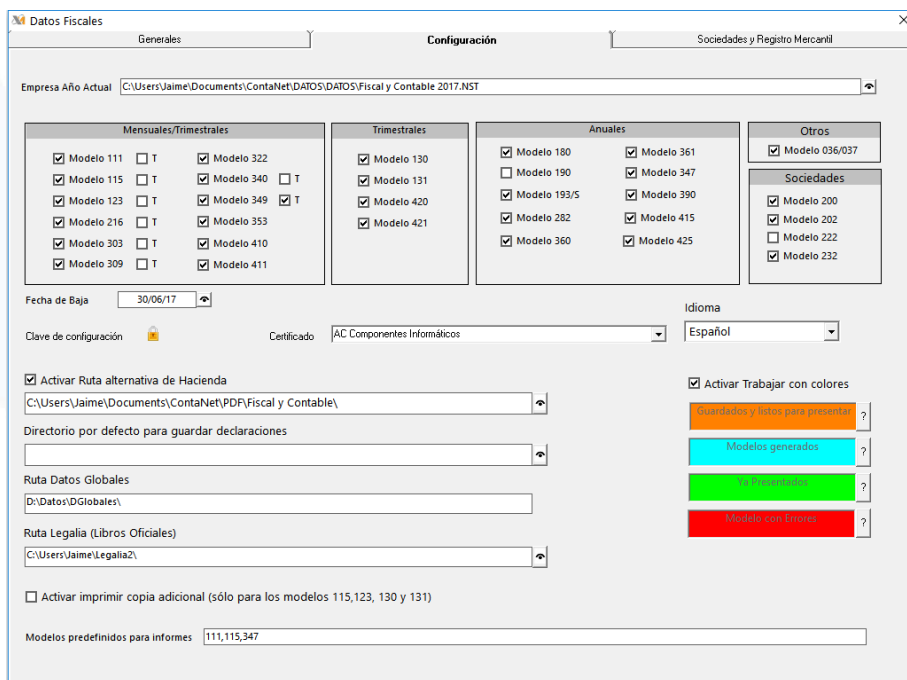 Datos Fiscales
Generales Configuración Sociedades y Registro Mercantil
Empresa Año Actual C:\Users\Jaime\Documents\ContaNet\DATOS\DATOS\Fiscal y Contable 2017.NST
Mensuales/Trimestrales
Modelo 111 T Modelo 322
Modelo 115 T Modelo 340 T
Modelo 123 T Modelo 349 T
Modelo 216 T Modelo 353
Modelo 303 T Modelo 410
Modelo 309 T Modelo 411
Trimestrales
Modelo 130
Modelo 131
Modelo 420
Modelo 421
Anuales
Modelo 180 Modelo 361
Modelo 190 Modelo 347
Modelo 193/S Modelo 390
Modelo 282 Modelo 415
Modelo 360 Modelo 425
Otros
Modelo 036/037
Sociedades
Modelo 200
Modelo 202
Modelo 222
Modelo 232
Fecha de Baja 30/06/17
Idioma
Clave de configuración Certificado AC Componentes Informáticos Español
Activar Ruta alternativa de Hacienda
C:\Users\Jaime\Documents\ContaNet\PDF\Fiscal y Contable\
Directorio por defecto para guardar declaraciones
Ruta Datos Globales
D:\Datos\DGlobales\
Ruta Legalia (Libros Oficiales)
C:\Users\Jaime\Legalia2\
Activar Trabajar con colores
Guardados y listos para presentar ?
Modelos generados ?
Ya Presentados ?
Modelo con Errores ?
Activar imprimir copia adicional (sólo para los modelos 115,123, 130 y 131)
Modelos predefinidos para informes 111,115,347